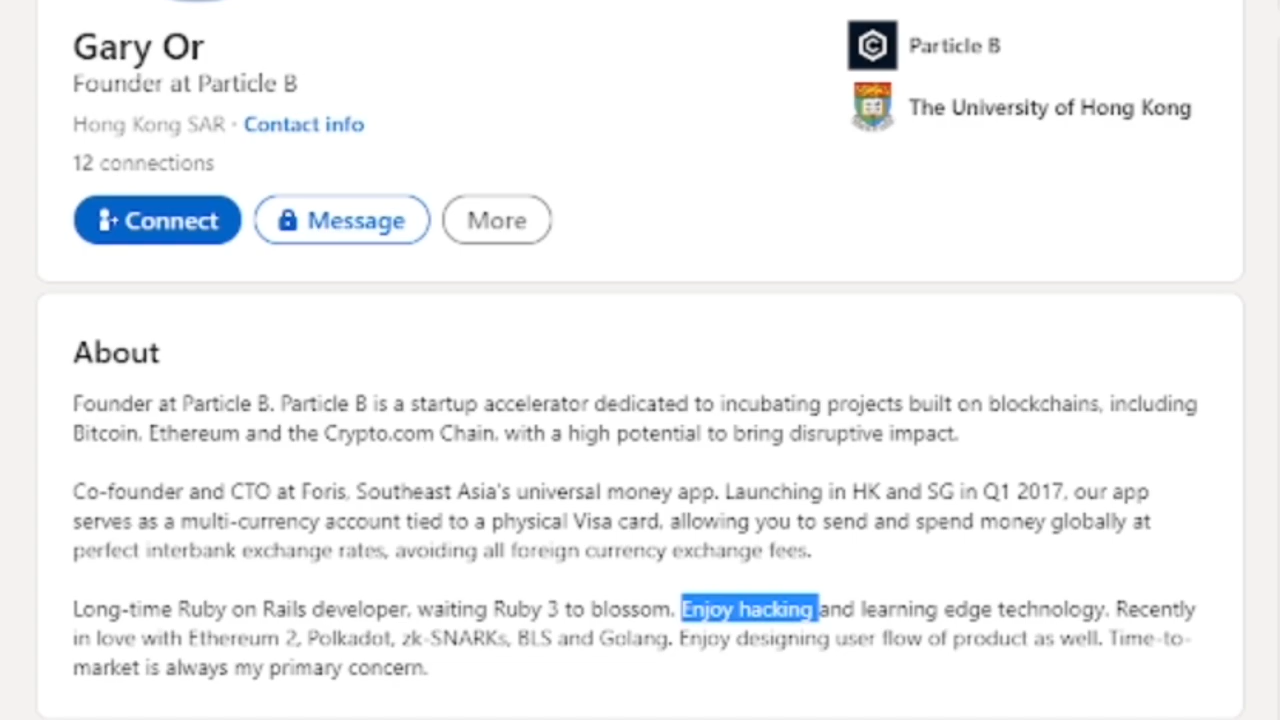 Gary Or
Founder at Particle B
Hong Kong SAR · Contact info
12 connections
Connect
Message
More
Particle B
The University of Hong Kong
About
Founder at Particle B. Particle B is a startup accelerator dedicated to incubating projects built on blockchains, including
Bitcoin, Ethereum and the Crypto.com Chain, with a high potential to bring disruptive impact.
Co-founder and CTO at Foris, Southeast Asia's universal money app. Launching in HK and SG in Q1 2017, our app
serves as a multi-currency account tied to a physical Visa card, allowing you to send and spend money globally at
perfect interbank exchange rates, avoiding all foreign currency exchange fees.
Long-time Ruby on Rails developer, waiting Ruby 3 to blossom. Enjoy hacking and learning edge technology. Recently
in love with Ethereum 2, Polkadot, zk-SNARKs, BLS and Golang. Enjoy designing user flow of product as well. Time-to-
market is always my primary concern.